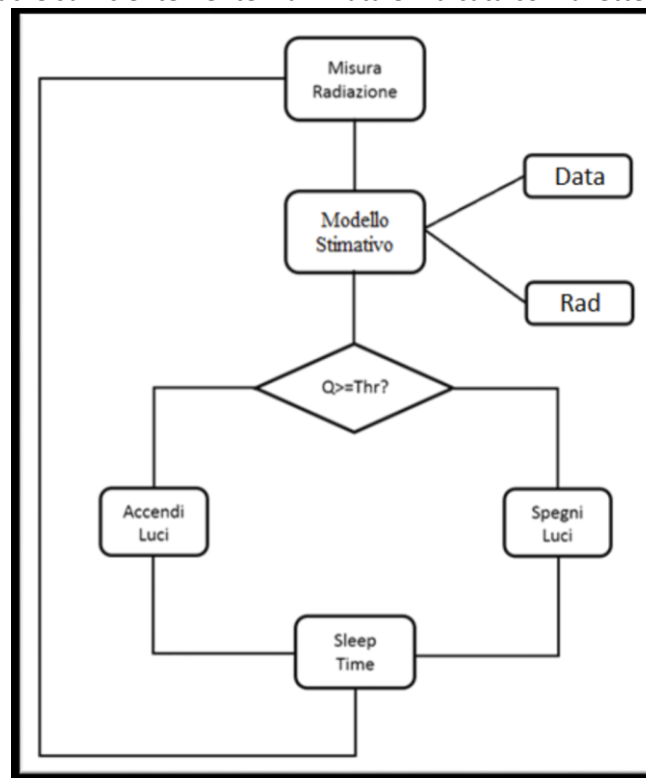 Misura
Radiazione
Data
Modello
Stimativo
Rad
Q>=Thr?
Accendi
Luci
Spegni
Luci
Sleep
Time